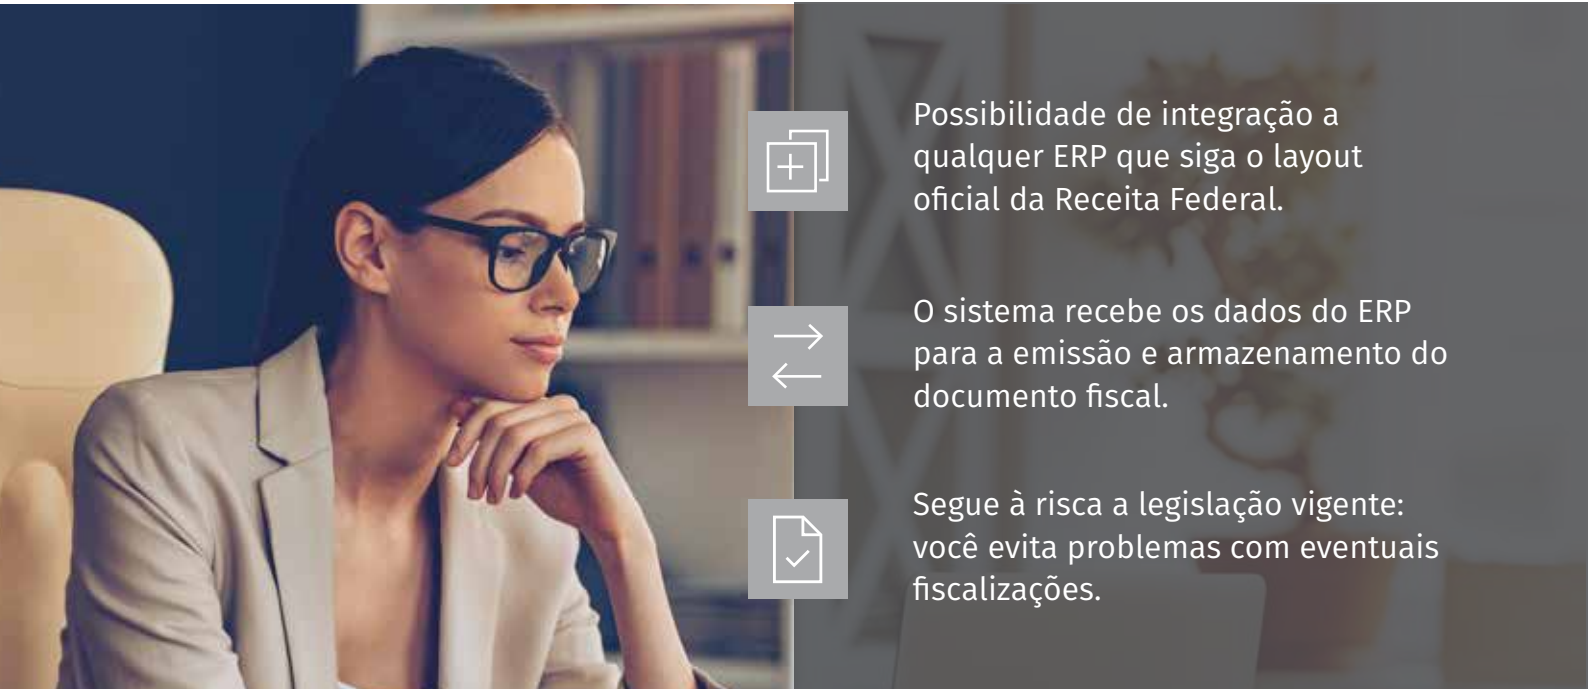 Possibilidade de integração a
qualquer ERP que siga o layout
oficial da Receita Federal.
O sistema recebe os dados do ERP
para a emissão e armazenamento do
documento fiscal.
Segue à risca a legislação vigente:
você evita problemas com eventuais
fiscalizações.